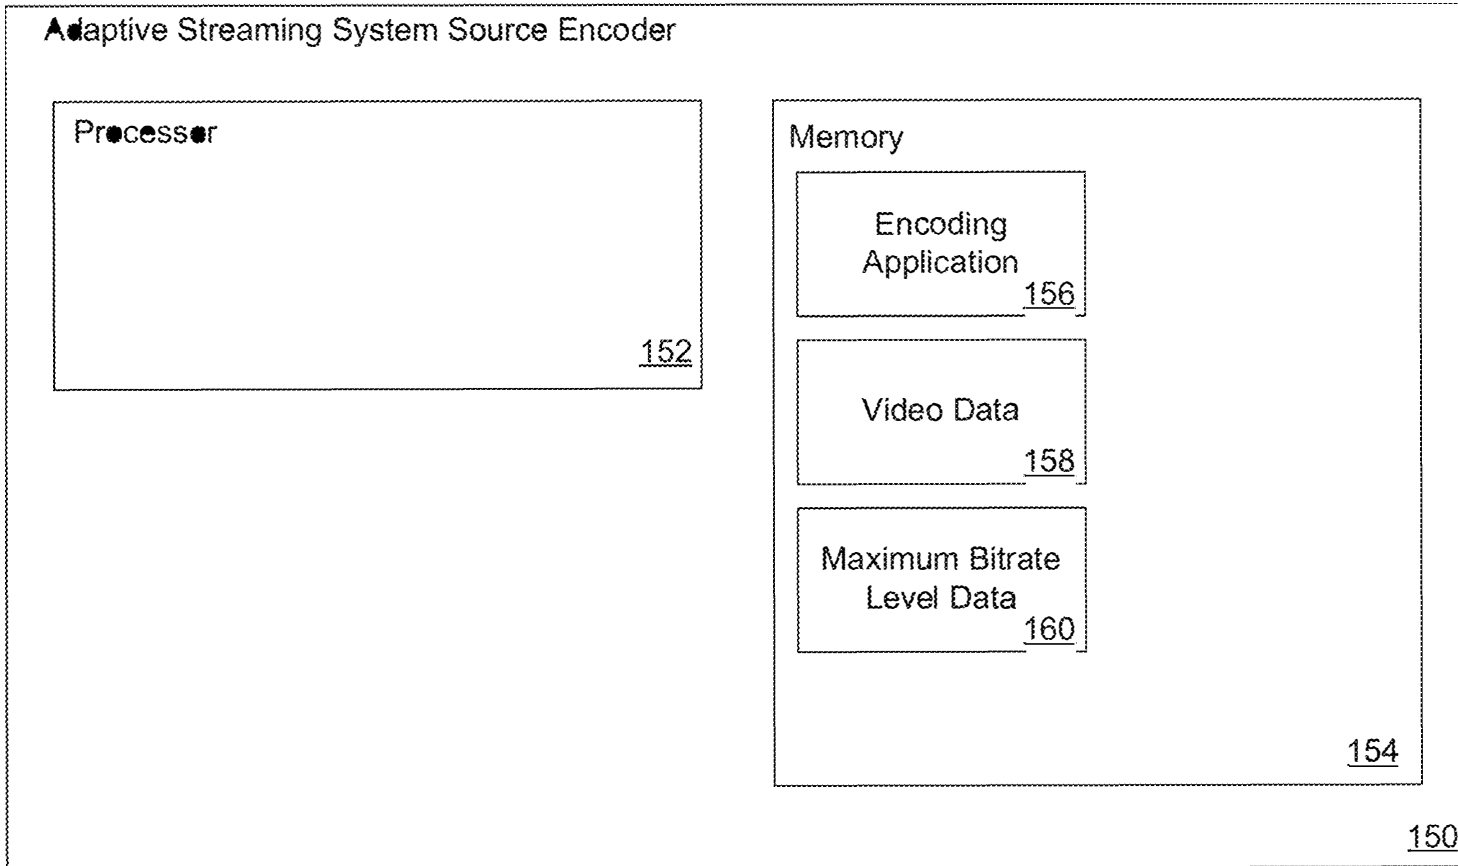 Adaptive Streaming System Source Encoder
Processor
152
Memory
Encoding
Application
156
Video Data
158
Maximum Bitrate
Level Data
160
154
150